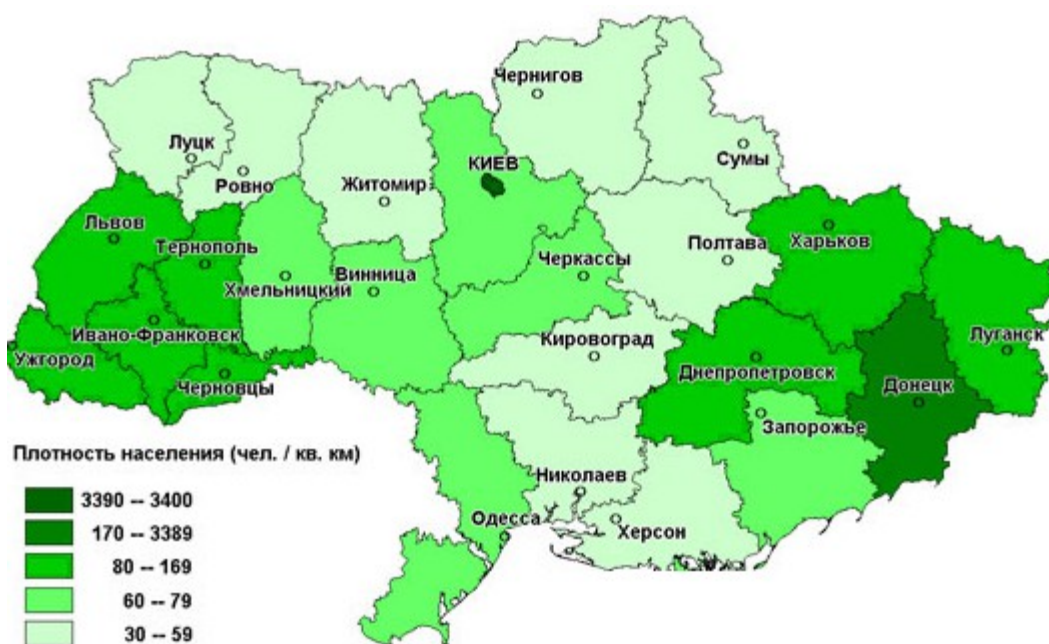 Чернигов
Луцк
Ровно
Житомир
КИЕВ
Сумы
Львов
Тернополь
Хмельницкий
Винница
Черкассы
Полтава
Харьков
Ивано-Франковск
Ужгород
Черновцы
Кировоград
Днепропетровск
Луганск
Донецк
Запорожье
Николаев
Одесса
Херсон
Плотность населения (чел. / кв. км)
3390 -- 3400
170 -- 3389
80 -- 169
60 -- 79
30 -- 59